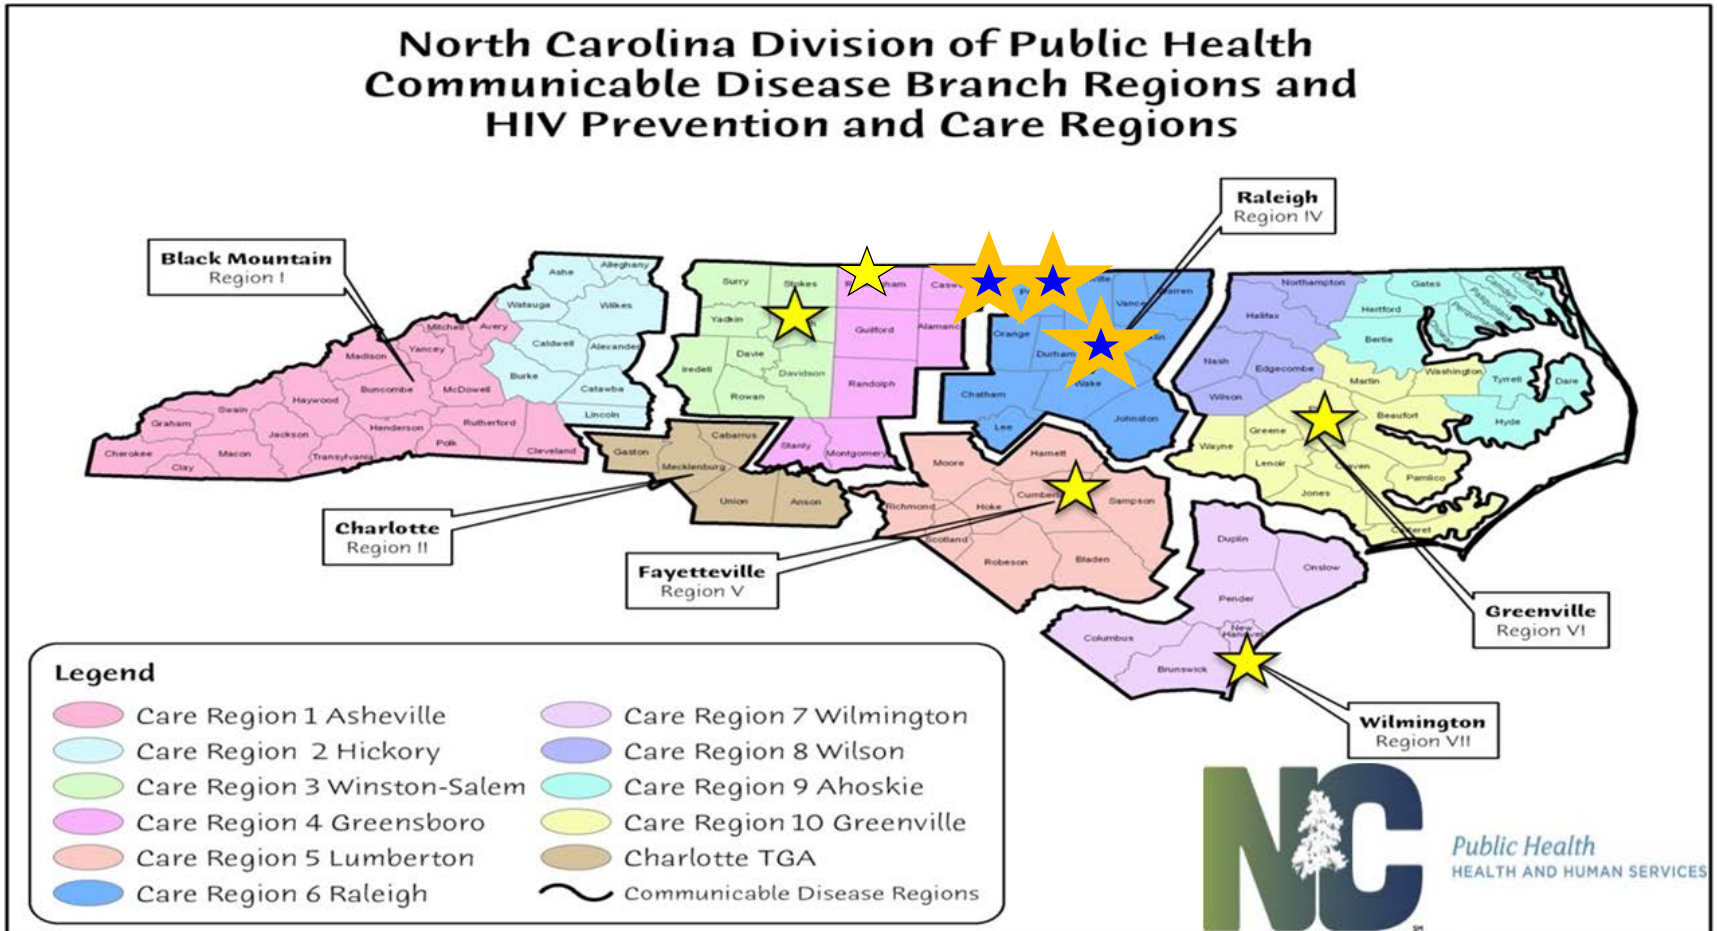 North Carolina Division of Public Health
Communicable Disease Branch Regions and
HIV Prevention and Care Regions
Raleigh
Region IV
Black Mountain
Region I
Ashe
Alleghany
Watauga
Wilkes
Mitchell
Avery
Caldwell
Alexander
Madison
Yancey
Burke
Catawba
Buncombe
McDowell
Lincoln
Haywood
Swain
Graham
Henderson
Rutherford
Jackson
Polk
Cleveland
Cherokee
Macon
Transylvania
Clay
Surry
Stokes
Yadkin
Davie
Iredell
Davidson
Rowan
Guilford
Alamanc
Randolph
Stanly
Montgomery
Casw
Gaston
Cabarrus
Mecklenburg
Union
Anson
Vance
Warren
Orange
Durham
Wake
Chatham
Lee
Johnston
Moore
Harnett
Cumberl
Sampson
Richmond
Hoke
Scotland
Robeson
Bladen
Northampton
Halifax
Nash
Edgecombe
Wilson
Gates
Hertford
Bertie
Camden
Currituck
Pasquotank
Perquimans
Chowan
Washington
Tyrrell
Dare
Hyde
Martin
Beaufort
Greene
Wayne
Lenoir
Craven
Pamlico
Jones
Carteret
Duplin
Onslow
Pender
New
Hanover
Columbus
Brunswick
Charlotte
Region II
Fayetteville
Region V
Greenville
Region VI
Wilmington
Region VII
Legend
Care Region 1 Asheville
Care Region 2 Hickory
Care Region 3 Winston-Salem
Care Region 4 Greensboro
Care Region 5 Lumberton
Care Region 6 Raleigh
Care Region 7 Wilmington
Care Region 8 Wilson
Care Region 9 Ahoskie
Care Region 10 Greenville
Charlotte TGA
Communicable Disease Regions
NC
SM
Public Health
HEALTH AND HUMAN SERVICES